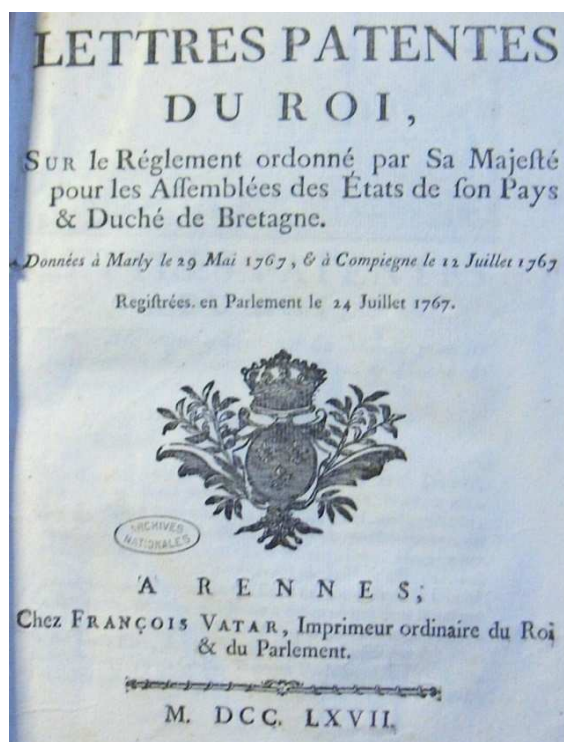 LETTRES PATENTES
DU ROI,
SUR le Réglement ordonné par Sa Majeſté
pour les Aſſemblées des États de ſon Pays
& Duché de Bretagne.
Données à Marly le 29 Mai 1767, & à Compiegne le 12 Juillet 1767
Regiſtrées. en Parlement le 24 Juillet 1767.
ARCHIVES
NATIONALES
A RENNES,
Chez FRANÇOIS VATAR, Imprimeur ordinaire du Roi
& du Parlement.
M. DCC. LXVII.